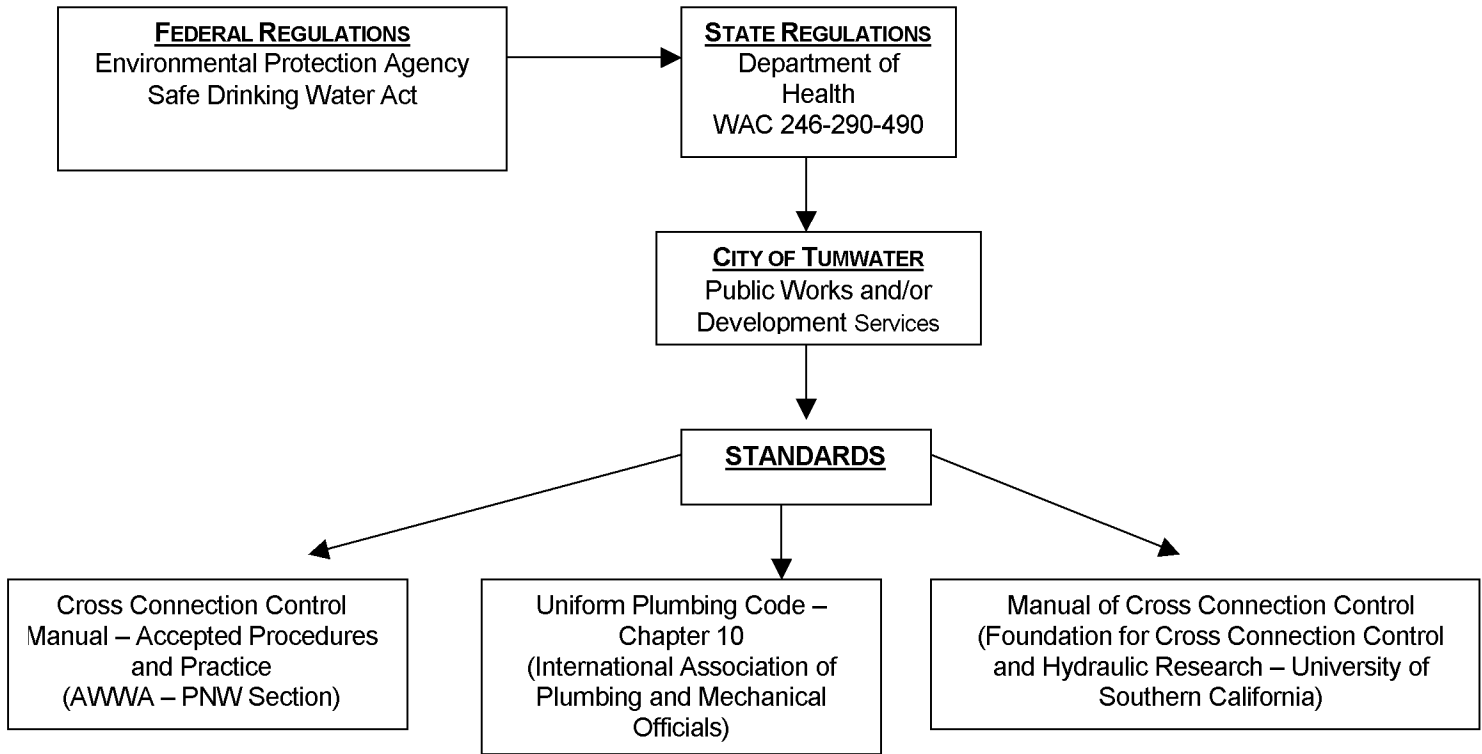 FEDERAL REGULATIONS
Environmental Protection Agency
Safe Drinking Water Act
STATE REGULATIONS
Department of
Health
WAC 246-290-490
CITY OF TUMWATER
Public Works and/or
Development Services
STANDARDS
Cross Connection Control
Manual – Accepted Procedures
and Practice
(AWWA – PNW Section)
Uniform Plumbing Code –
Chapter 10
(International Association of
Plumbing and Mechanical
Officials)
Manual of Cross Connection Control
(Foundation for Cross Connection Control
and Hydraulic Research – University of
Southern California)